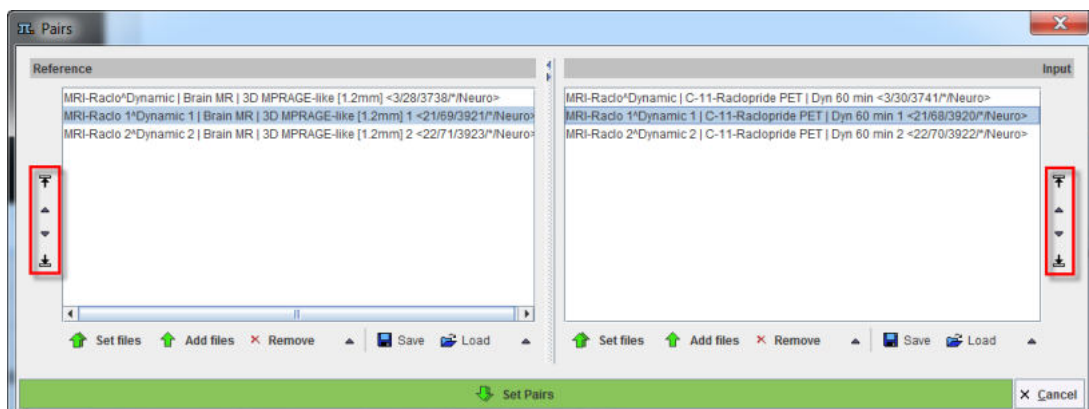 Pairs
Reference
Input
MRI-Raclo^Dynamic | Brain MR | 3D MPRAGE-like [1.2mm] <3/28/3738/*/Neuro>
MRI-Raclo 1^Dynamic 1 | Brain MR | 3D MPRAGE-like [1.2mm] 1 <21/69/3921/*/Neuro>
MRI-Raclo 2^Dynamic 2 | Brain MR | 3D MPRAGE-like [1.2mm] 2 <22/71/3923/*/Neuro>
MRI-Raclo^Dynamic | C-11-Raclopride PET | Dyn 60 min <3/30/3741/*/Neuro>
MRI-Raclo 1^Dynamic 1 | C-11-Raclopride PET | Dyn 60 min 1 <21/68/3920/*/Neuro>
MRI-Raclo 2^Dynamic 2 | C-11-Raclopride PET | Dyn 60 min 2 <22/70/3922/*/Neuro>
Set files Add files Remove Save Load
Set files Add files Remove Save Load
Set Pairs
Cancel